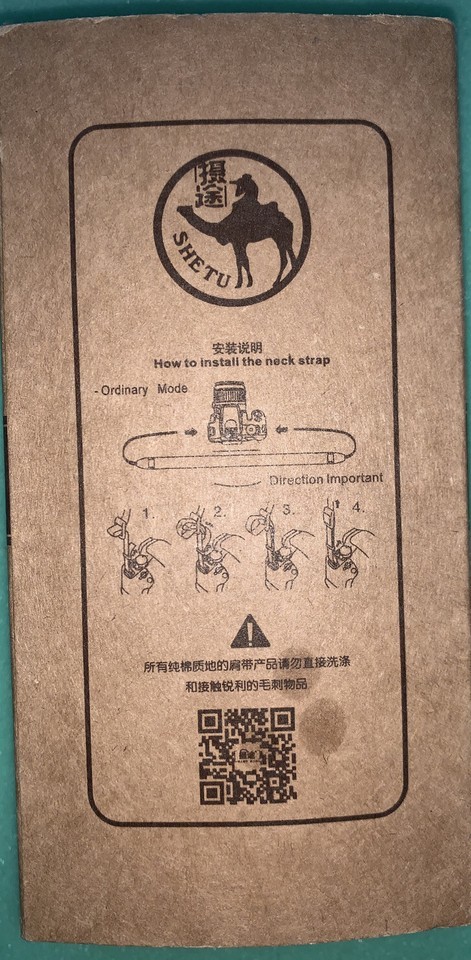 摄途
SHETU
安装说明
How to install the neck strap
- Ordinary Mode
Direction Important
1. 2. 3. 4.
所有纯棉质地的肩带产品请勿直接洗涤
和接触锐利的毛刺物品